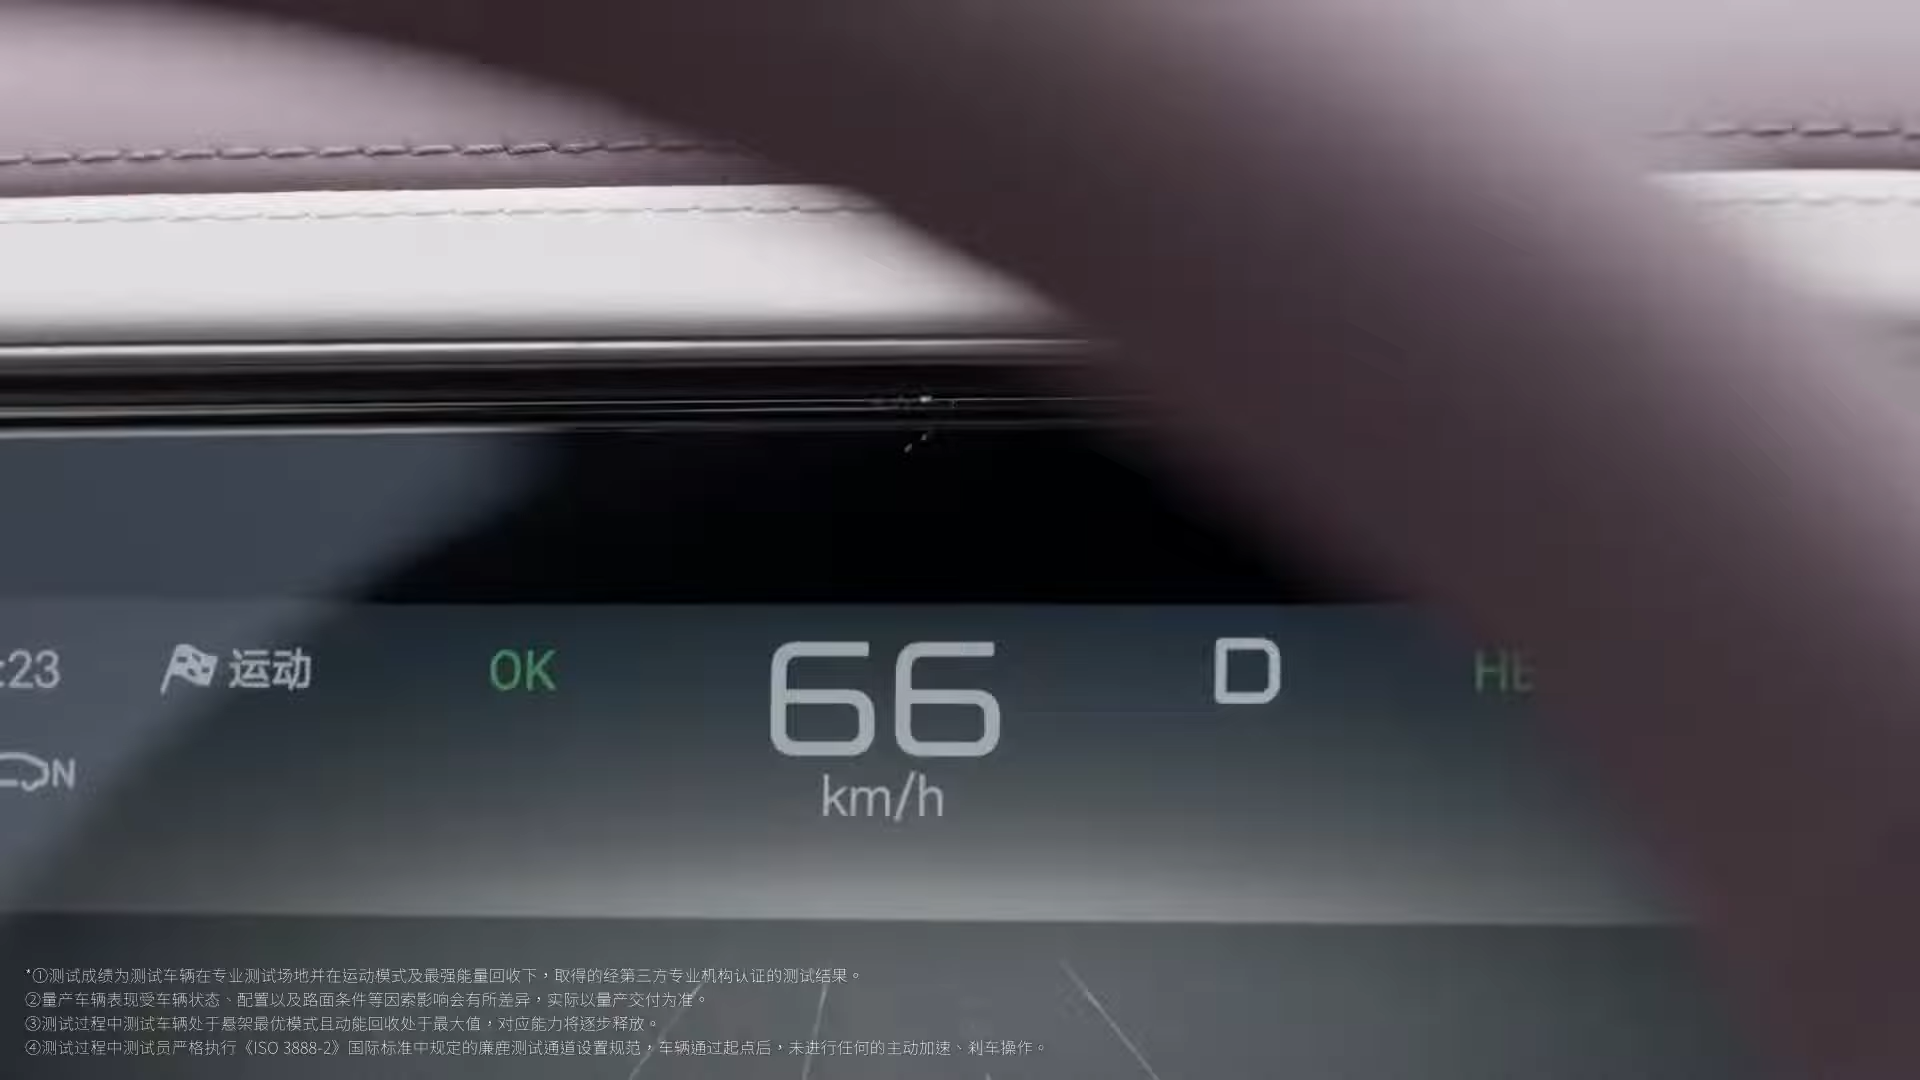 :23
运动
OK
66
D
N
km/h
*①测试成绩为测试车辆在专业测试场地并在运动模式及最强能量回收下，取得的经第三方专业机构认证的测试结果。
②量产车辆表现受车辆状态、配置以及路面条件等因索影响会有所差异，实际以量产交付为准。
③测试过程中测试车辆处于悬架最优模式且动能回收处于最大值，对应能力将逐步释放。
④测试过程中测试员严格执行《ISO 3888-2》国际标准中规定的麋鹿测试通道设置规范，车辆通过起点后，未进行任何的主动加速、刹车操作。